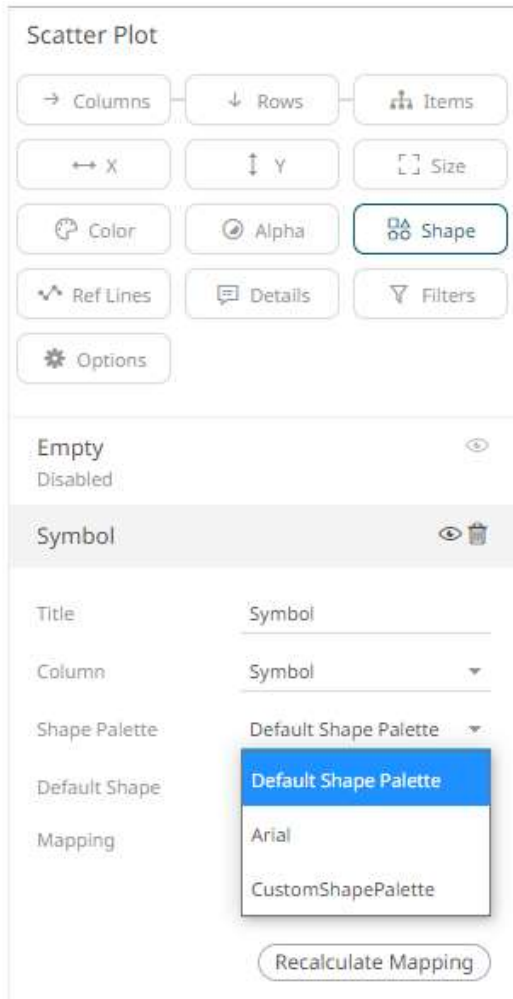 Scatter Plot
Columns Rows Items
X Y Size
Color Alpha Shape
Ref Lines Details Filters
Options
Empty
Disabled
Symbol
Title Symbol
Column Symbol
Shape Palette Default Shape Palette
Default Shape Default Shape Palette
Mapping Arial
CustomShapePalette
Recalculate Mapping